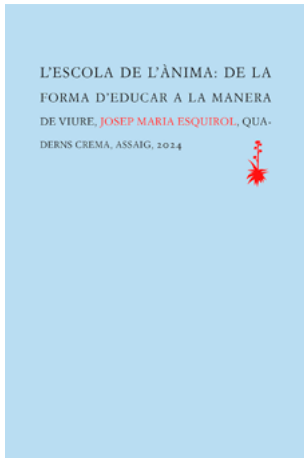 L'ESCOLA DE L'ÀNIMA: DE LA
FORMA D'EDUCAR A LA MANERA
DE VIURE, JOSEP MARIA ESQUIROL, QUA-
DERNS CREMA, ASSAIG, 2024